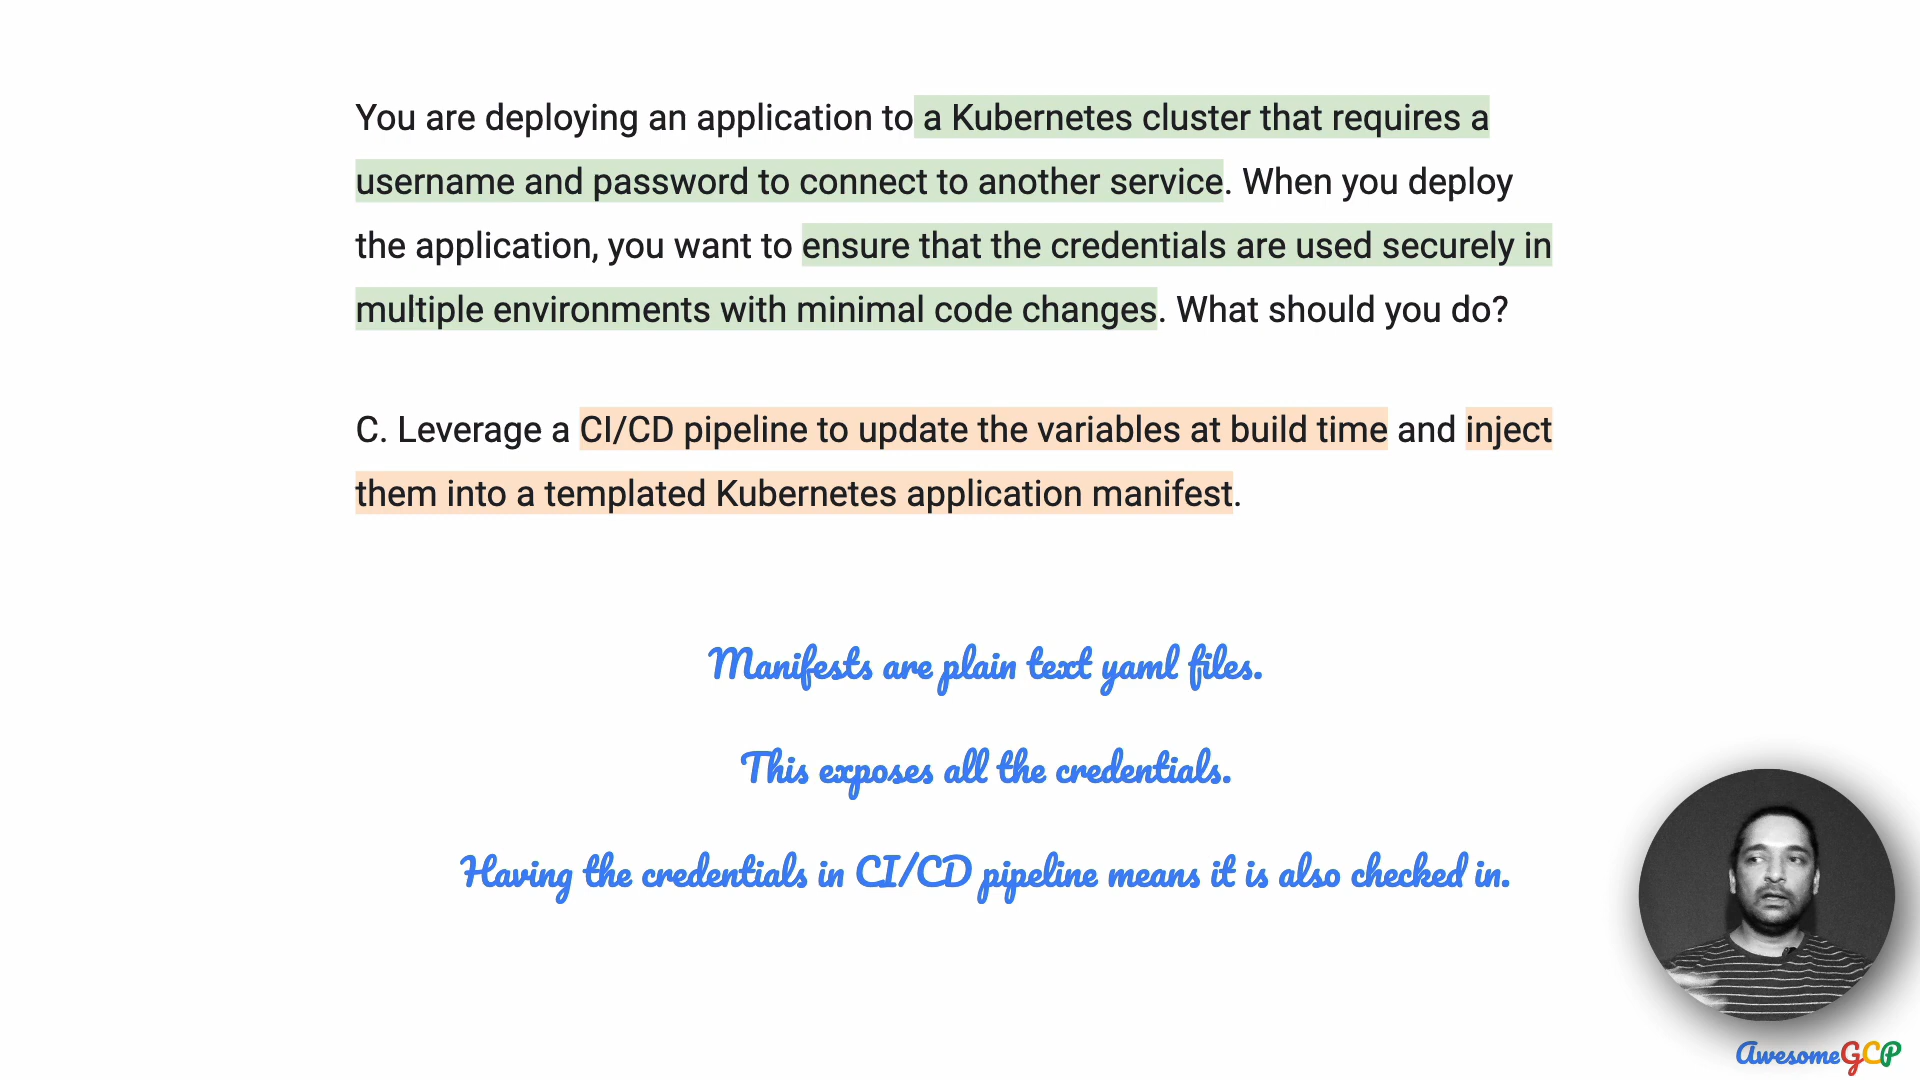 You are deploying an application to a Kubernetes cluster that requires a
username and password to connect to another service. When you deploy
the application, you want to ensure that the credentials are used securely in
multiple environments with minimal code changes. What should you do?
C. Leverage a CI/CD pipeline to update the variables at build time and inject
them into a templated Kubernetes application manifest.
Manifests are plain text yaml files.
This exposes all the credentials.
Having the credentials in CI/CD pipeline means it is also checked in.
AwesomeGCP